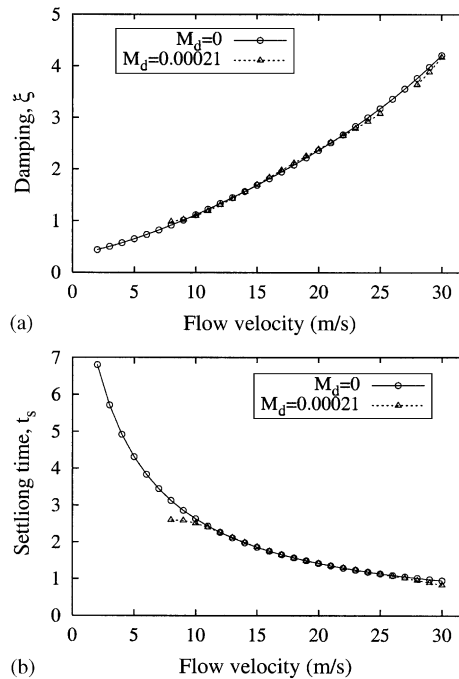 5
4
3
2
1
0
Damping, ξ
M_d=0
M_d=0.00021
0 5 10 15 20 25 30
(a) Flow velocity (m/s)
7
6
5
4
3
2
1
0
Settliong time, t_s
M_d=0
M_d=0.00021
0 5 10 15 20 25 30
(b) Flow velocity (m/s)